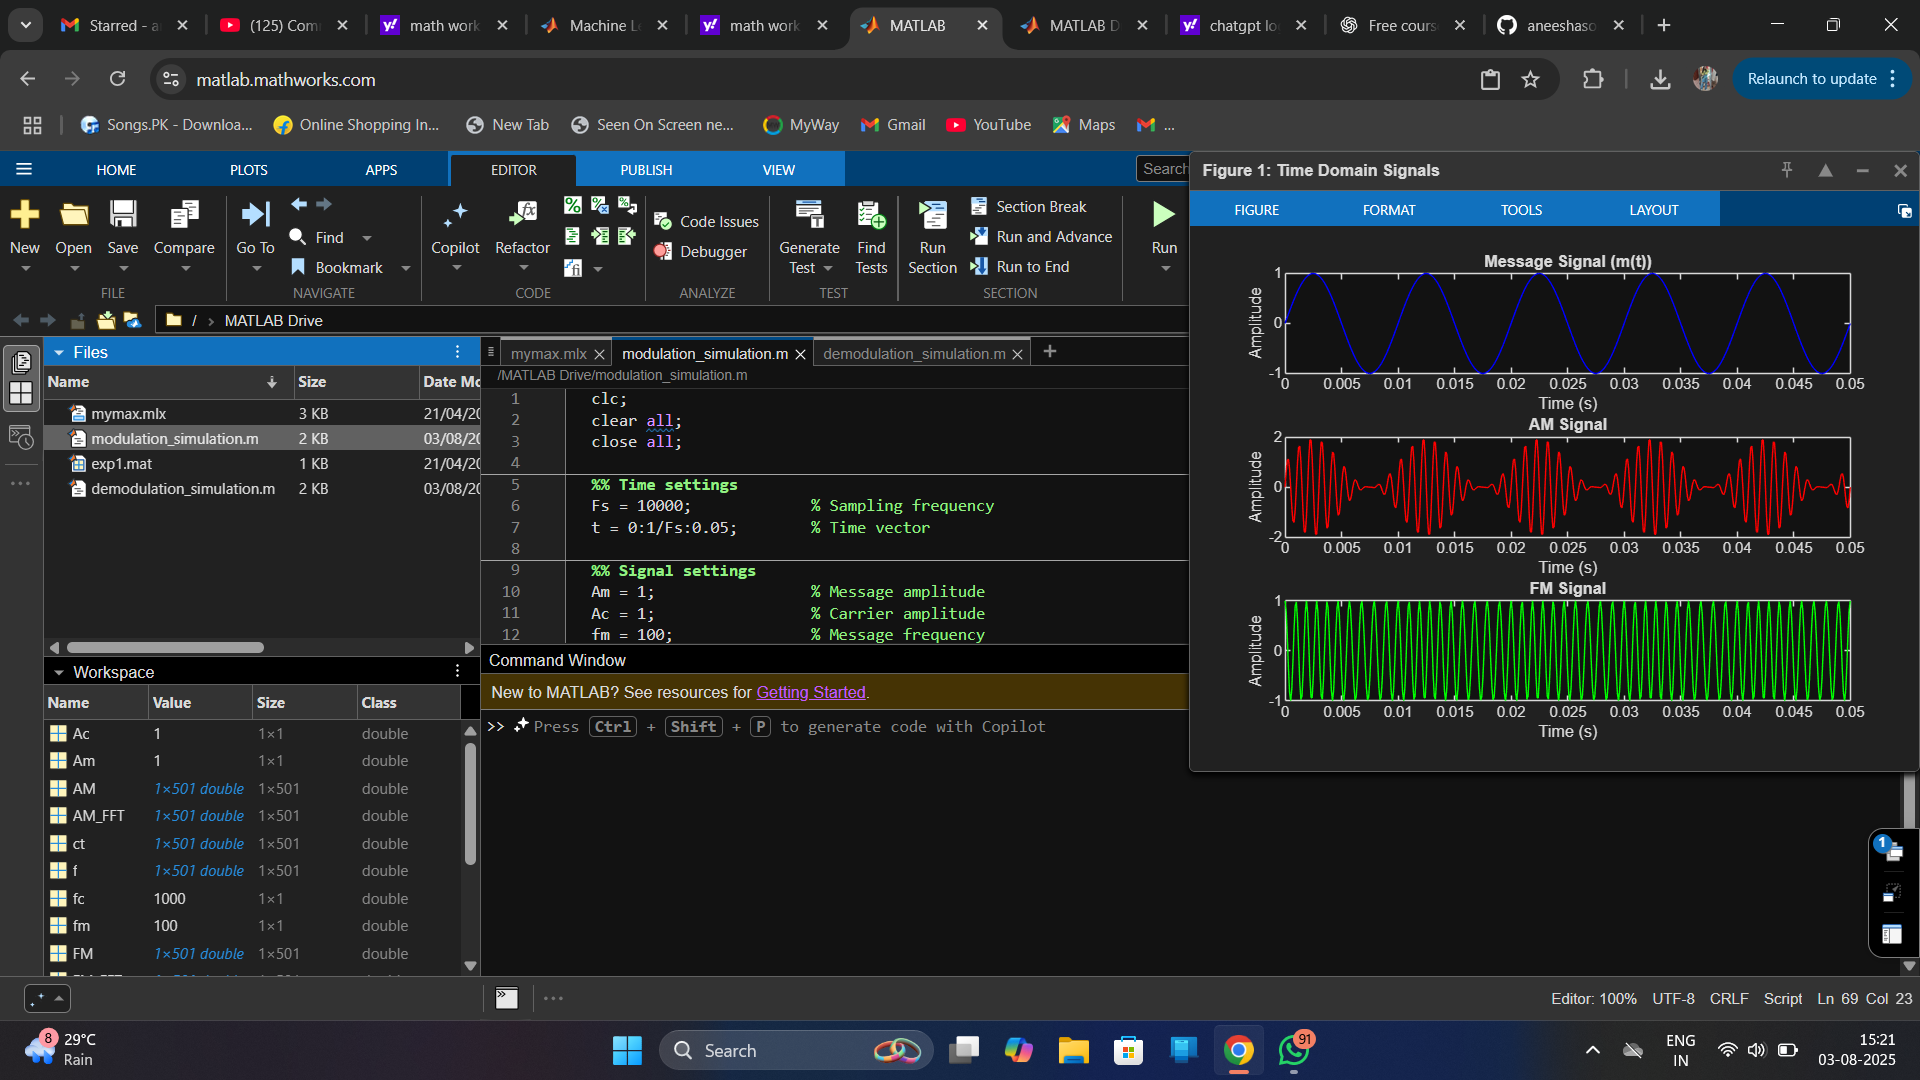 Starred - a
(125) Com
math work
Machine Le
math work
MATLAB
MATLAB D
chatgpt lo
Free cours
aneeshaso
matlab.mathworks.com
Relaunch to update
Songs.PK - Downloa...
Online Shopping In...
New Tab
Seen On Screen ne...
MyWay
Gmail
YouTube
Maps
...
HOME
PLOTS
APPS
EDITOR
PUBLISH
VIEW
Search
New
Open
Save
Compare
FILE
Go To
Find
Bookmark
NAVIGATE
Copilot
Refactor
CODE
Code Issues
Debugger
ANALYZE
Generate
Test
Find
Tests
TEST
Run
Section
Section Break
Run and Advance
Run to End
SECTION
Run
/ › MATLAB Drive
Files
Name Size Date Mo
mymax.mlx 3 KB 21/04/20
modulation_simulation.m 2 KB 03/08/20
exp1.mat 1 KB 21/04/20
demodulation_simulation.m 2 KB 03/08/20
Workspace
Name Value Size Class
Ac 1 1×1 double
Am 1 1×1 double
AM 1×501 double 1×501 double
AM_FFT 1×501 double 1×501 double
ct 1×501 double 1×501 double
f 1×501 double 1×501 double
fc 1000 1×1 double
fm 100 1×1 double
FM 1×501 double 1×501 double
mymax.mlx
modulation_simulation.m
demodulation_simulation.m
/MATLAB Drive/modulation_simulation.m
1 clc;
2 clear all;
3 close all;
4
5 %% Time settings
6 Fs = 10000; % Sampling frequency
7 t = 0:1/Fs:0.05; % Time vector
8
9 %% Signal settings
10 Am = 1; % Message amplitude
11 Ac = 1; % Carrier amplitude
12 fm = 100; % Message frequency
Command Window
New to MATLAB? See resources for Getting Started.
>> Press Ctrl + Shift + P to generate code with Copilot
Figure 1: Time Domain Signals
FIGURE
FORMAT
TOOLS
LAYOUT
Message Signal (m(t))
Amplitude
1
0
-1
0 0.005 0.01 0.015 0.02 0.025 0.03 0.035 0.04 0.045 0.05
Time (s)
AM Signal
Amplitude
2
0
-2
0 0.005 0.01 0.015 0.02 0.025 0.03 0.035 0.04 0.045 0.05
Time (s)
FM Signal
Amplitude
1
0
-1
0 0.005 0.01 0.015 0.02 0.025 0.03 0.035 0.04 0.045 0.05
Time (s)
1
Editor: 100% UTF-8 CRLF Script Ln 69 Col 23
8
29°C
Rain
Search
91
ENG
IN
15:21
03-08-2025